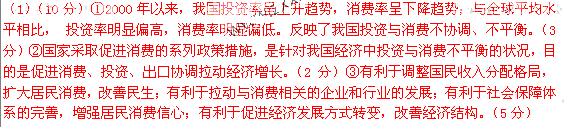 （1）（10 分）①2000 年以来，我国投资率呈上升趋势，消费率呈下降趋势；与全球平均水
平相比， 投资率明显偏高，消费率明显偏低。反映了我国投资与消费不协调、不平衡。（3
分）②国家采取促进消费的系列政策措施，是针对我国经济中投资与消费不平衡的状况，目
的是促进消费、投资、出口协调拉动经济增长。（2 分）③有利于调整国民收入分配格局，
扩大居民消费，改善民生；有利于拉动与消费相关的企业和行业的发展；有利于社会保障体
系的完善，增强居民消费信心；有利于促进经济发展方式转变，改善经济结构。（5 分）